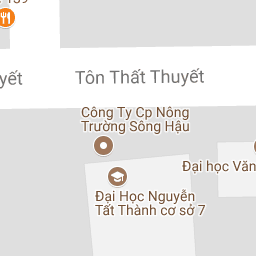 yết
Tôn Thất Thuyết
Công Ty Cp Nông
Trường Sông Hậu
Đại học Văn
Đại Học Nguyễn
Tất Thành cơ sở 7